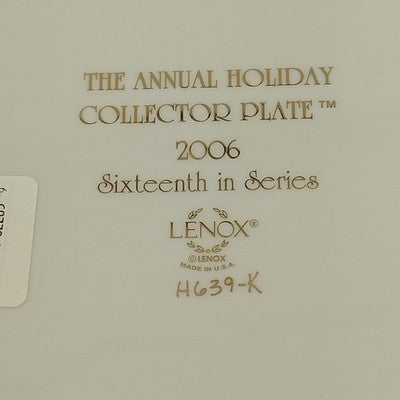 THE ANNUAL HOLIDAY
COLLECTOR PLATE™
2006
Sixteenth in Series
LENOX®
© LENOX
MADE IN U.S.A.
H639-K